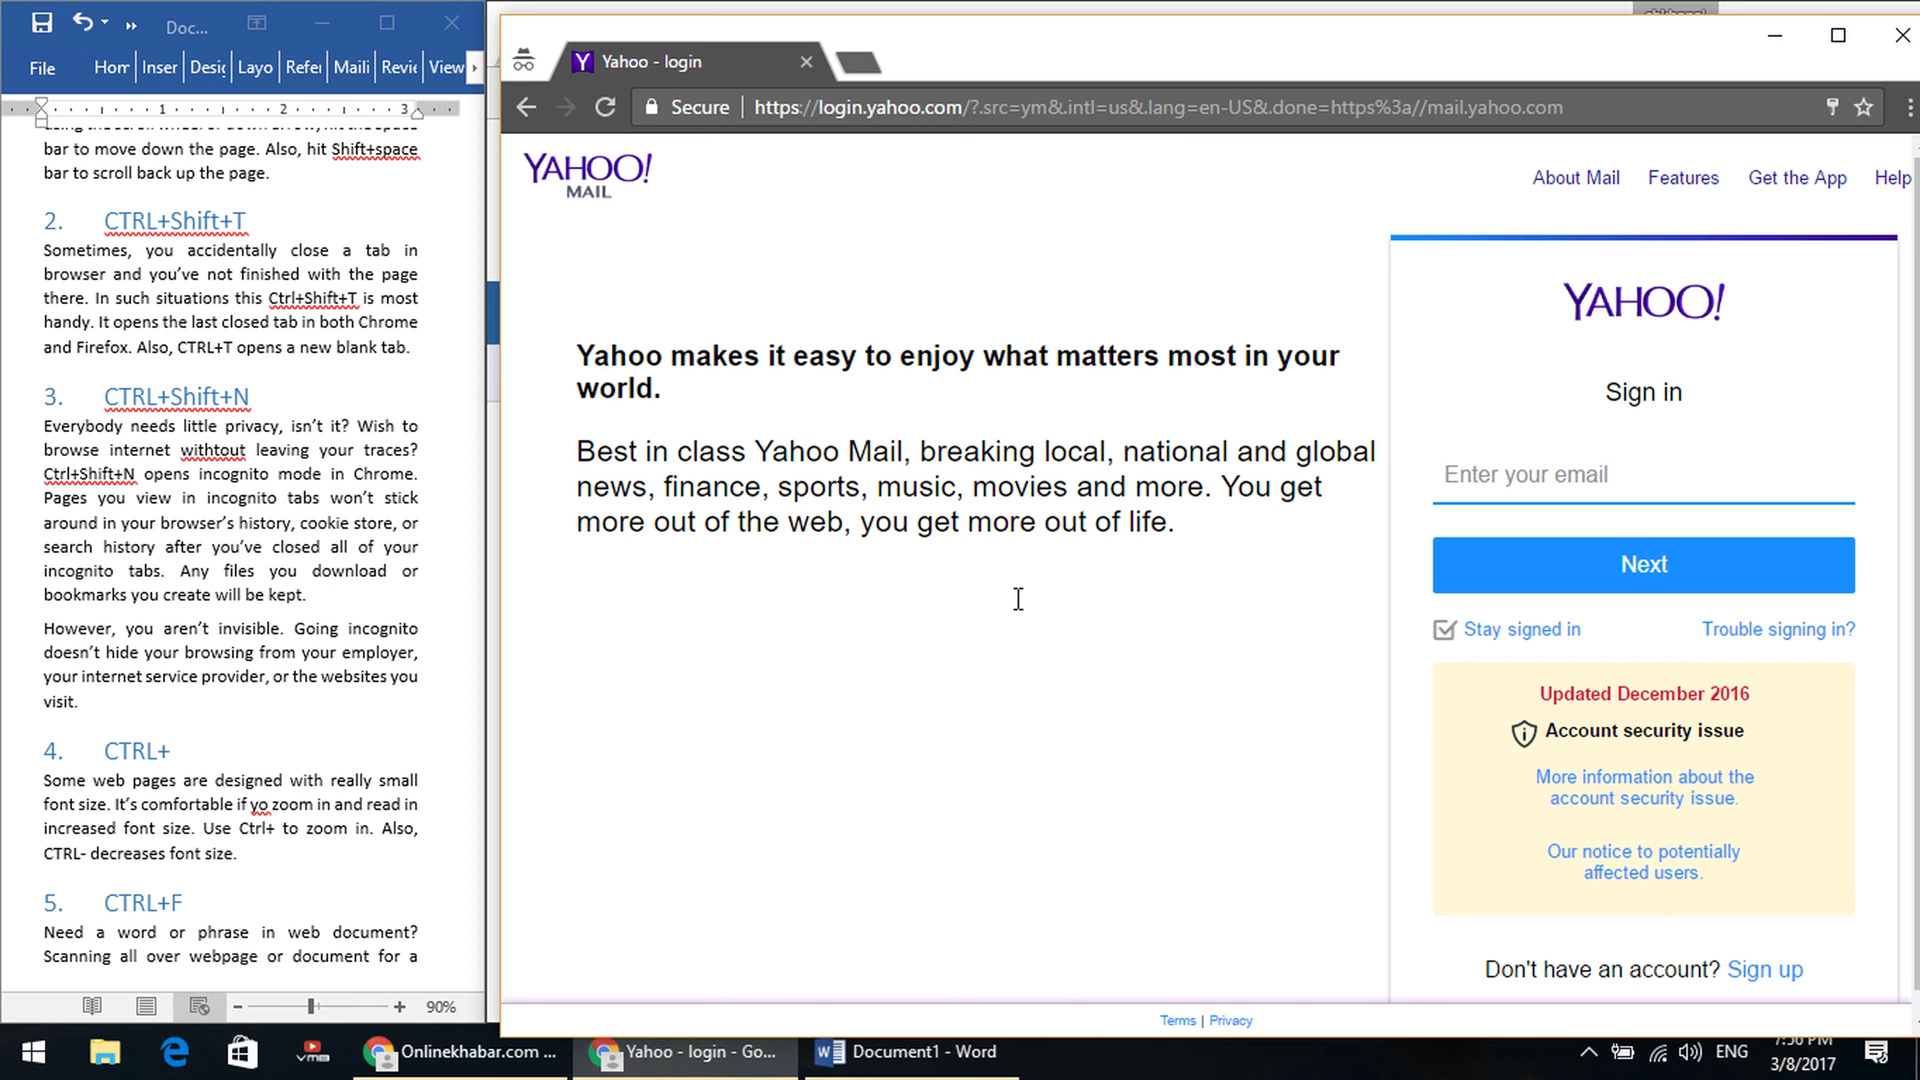 Doc...
File Hom Inser Desig Layo Refer Maili Revie View
1 2 3
bar to move down the page. Also, hit Shift+space
bar to scroll back up the page.
2. CTRL+Shift+T
Sometimes, you accidentally close a tab in
browser and you've not finished with the page
there. In such situations this Ctrl+Shift+T is most
handy. It opens the last closed tab in both Chrome
and Firefox. Also, CTRL+T opens a new blank tab.
3. CTRL+Shift+N
Everybody needs little privacy, isn't it? Wish to
browse internet withtout leaving your traces?
Ctrl+Shift+N opens incognito mode in Chrome.
Pages you view in incognito tabs won't stick
around in your browser's history, cookie store, or
search history after you've closed all of your
incognito tabs. Any files you download or
bookmarks you create will be kept.
However, you aren't invisible. Going incognito
doesn't hide your browsing from your employer,
your internet service provider, or the websites you
visit.
4. CTRL+
Some web pages are designed with really small
font size. It's comfortable if yo zoom in and read in
increased font size. Use Ctrl+ to zoom in. Also,
CTRL- decreases font size.
5. CTRL+F
Need a word or phrase in web document?
Scanning all over webpage or document for a
90%
Yahoo - login
Secure https://login.yahoo.com/?.src=ym&.intl=us&.lang=en-US&.done=https%3a//mail.yahoo.com
YAHOO!
MAIL
About Mail Features Get the App Help
Yahoo makes it easy to enjoy what matters most in your
world.
Best in class Yahoo Mail, breaking local, national and global
news, finance, sports, music, movies and more. You get
more out of the web, you get more out of life.
YAHOO!
Sign in
Enter your email
Next
Stay signed in Trouble signing in?
Updated December 2016
Account security issue
More information about the
account security issue.
Our notice to potentially
affected users.
Don't have an account? Sign up
Terms | Privacy
Onlinekhabar.com ... Yahoo - login - Go... Document1 - Word ENG
7:56 PM
3/8/2017